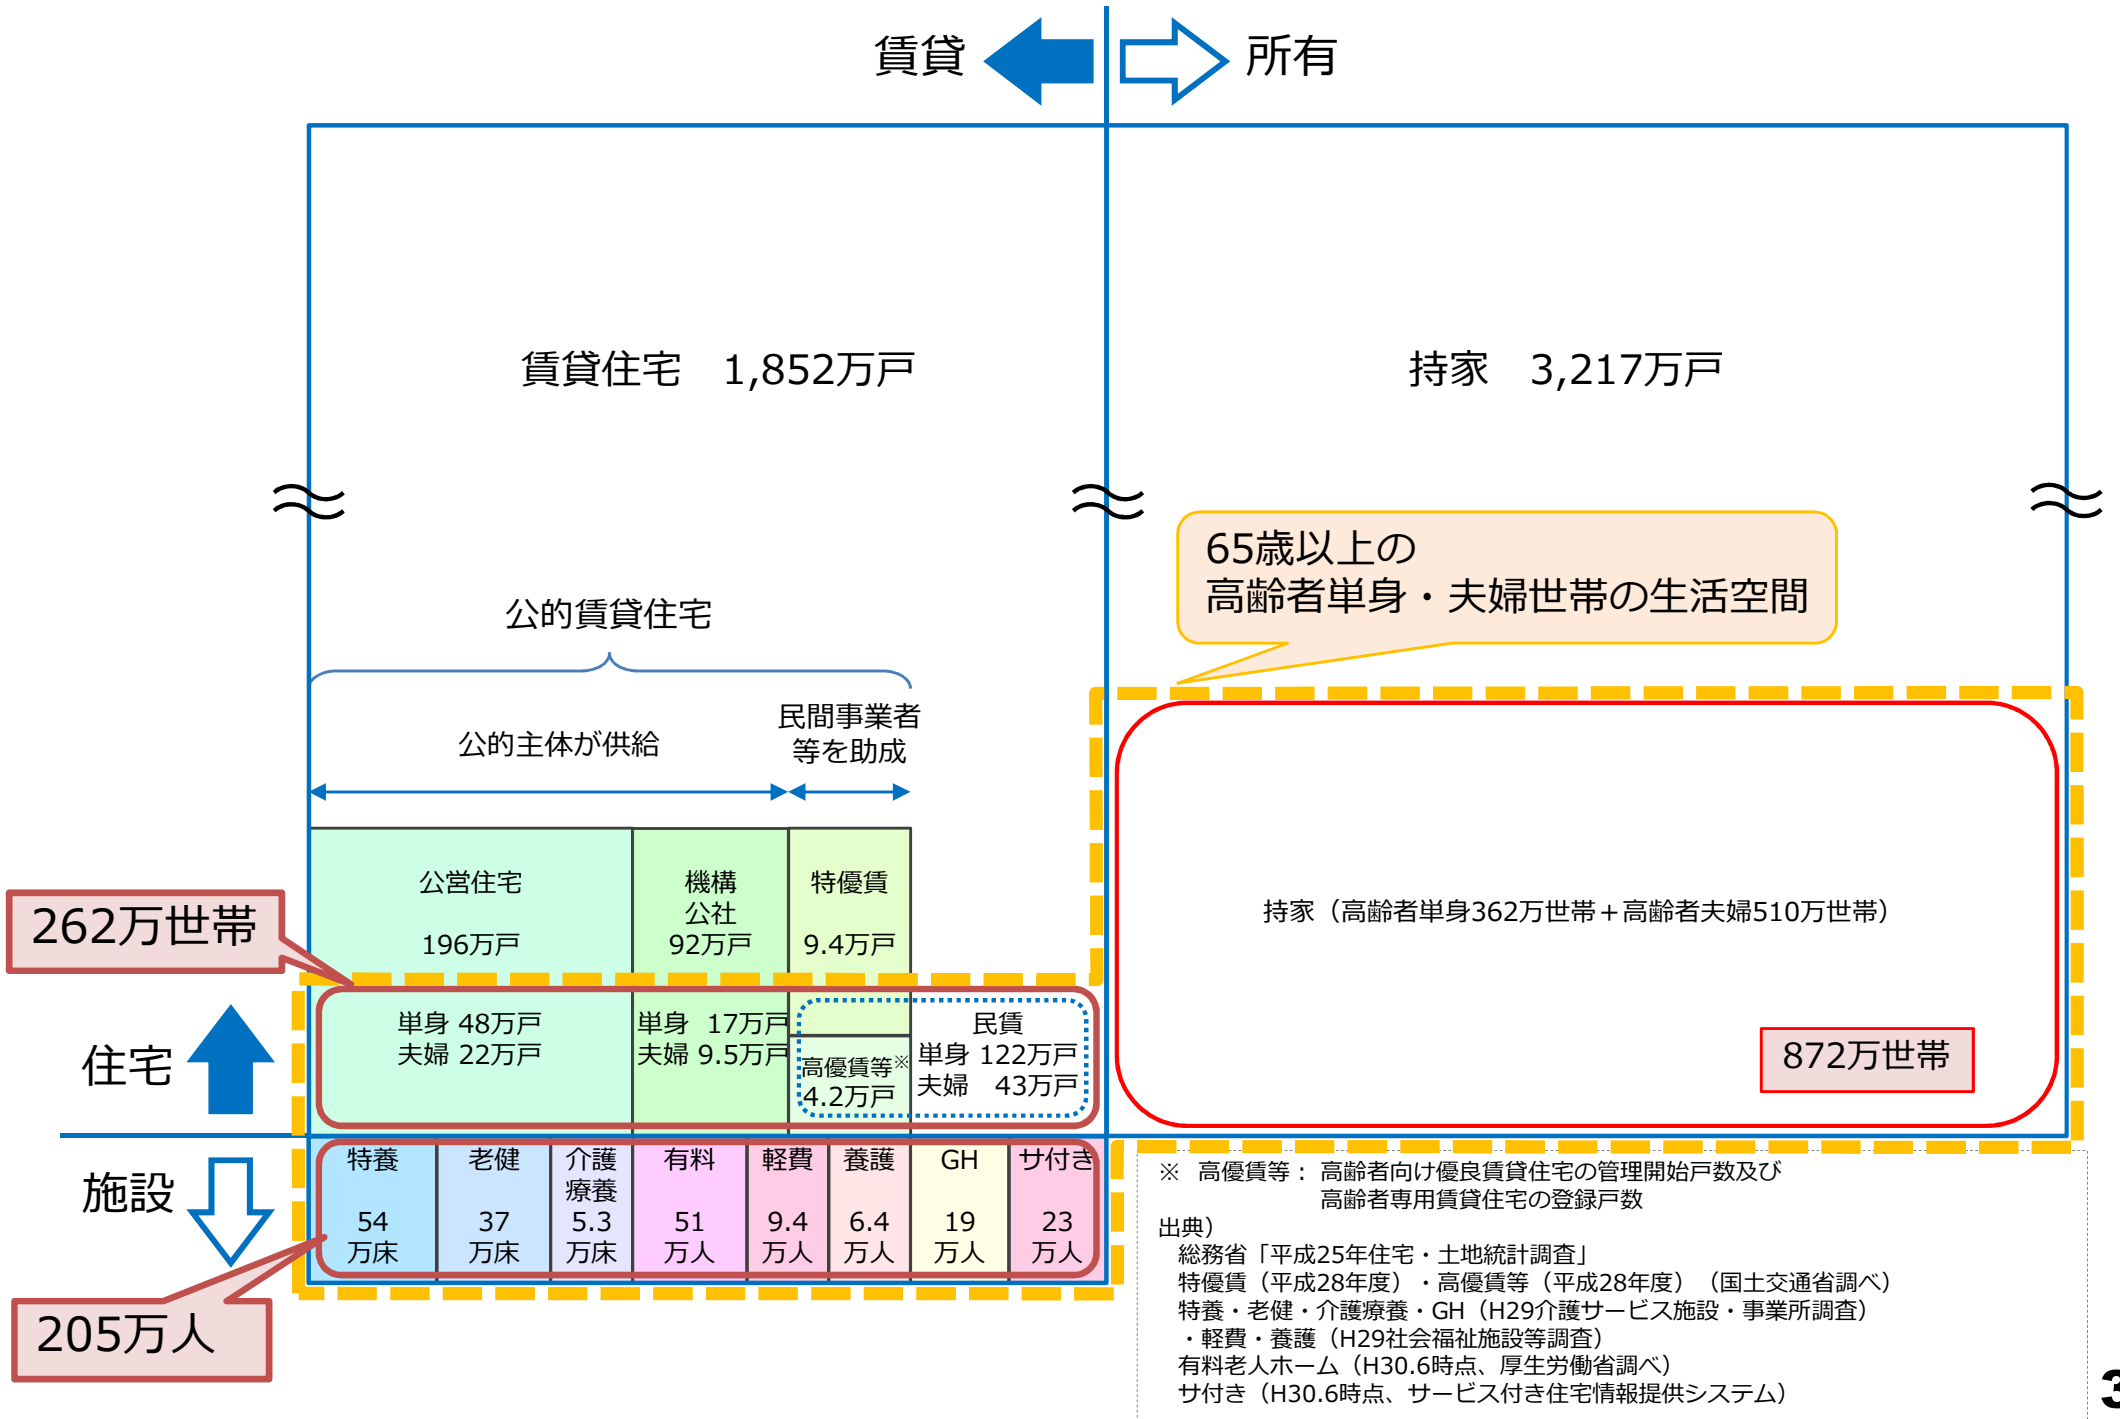 賃貸
所有
賃貸住宅　1,852万戸
持家　3,217万戸
65歳以上の
高齢者単身・夫婦世帯の生活空間
公的賃貸住宅
公的主体が供給
民間事業者
等を助成
公営住宅
196万戸
機構
公社
92万戸
特優賃
9.4万戸
262万世帯
持家（高齢者単身362万世帯＋高齢者夫婦510万世帯）
872万世帯
単身 48万戸
夫婦 22万戸
単身 17万戸
夫婦 9.5万戸
高優賃等※
4.2万戸
民賃
単身 122万戸
夫婦　43万戸
住宅
施設
特養
54
万床
老健
37
万床
介護
療養
5.3
万床
有料
51
万人
軽費
9.4
万人
養護
6.4
万人
GH
19
万人
サ付き
23
万人
205万人
※　高優賃等： 高齢者向け優良賃貸住宅の管理開始戸数及び
高齢者専用賃貸住宅の登録戸数
出典）
総務省「平成25年住宅・土地統計調査」
特優賃（平成28年度）・高優賃等（平成28年度）（国土交通省調べ）
特養・老健・介護療養・GH（H29介護サービス施設・事業所調査）
・軽費・養護（H29社会福祉施設等調査）
有料老人ホーム（H30.6時点、厚生労働省調べ）
サ付き（H30.6時点、サービス付き住宅情報提供システム）
3